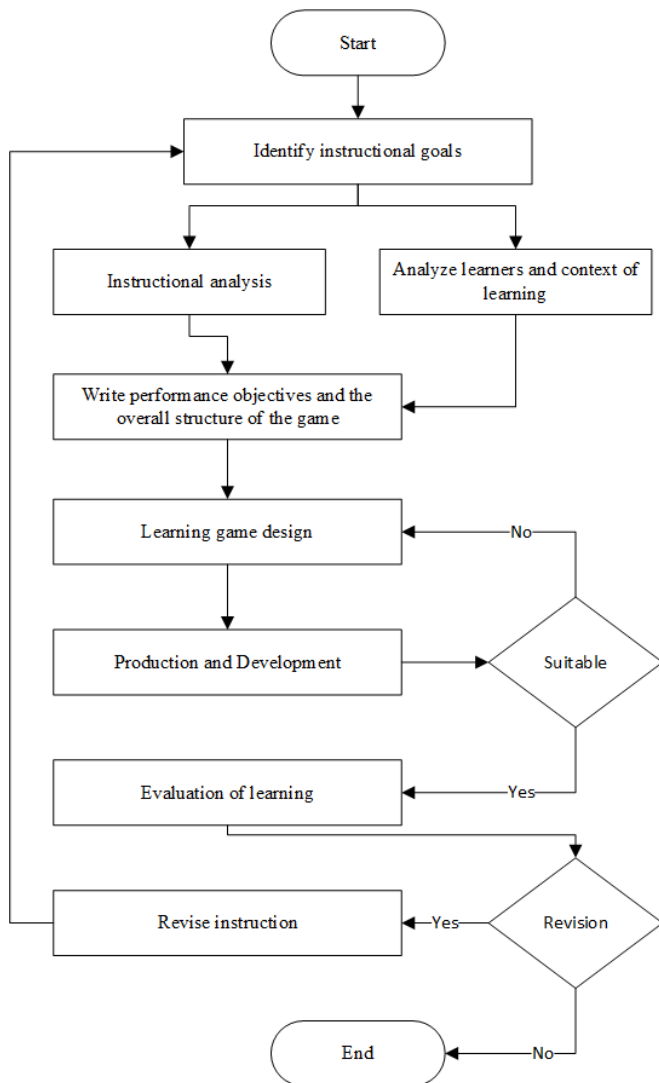 Start
Identify instructional goals
Instructional analysis
Analyze learners and context of
learning
Write performance objectives and the
overall structure of the game
Learning game design
No
Production and Development
Suitable
Evaluation of learning
Yes
Revise instruction
Yes
Revision
End
No